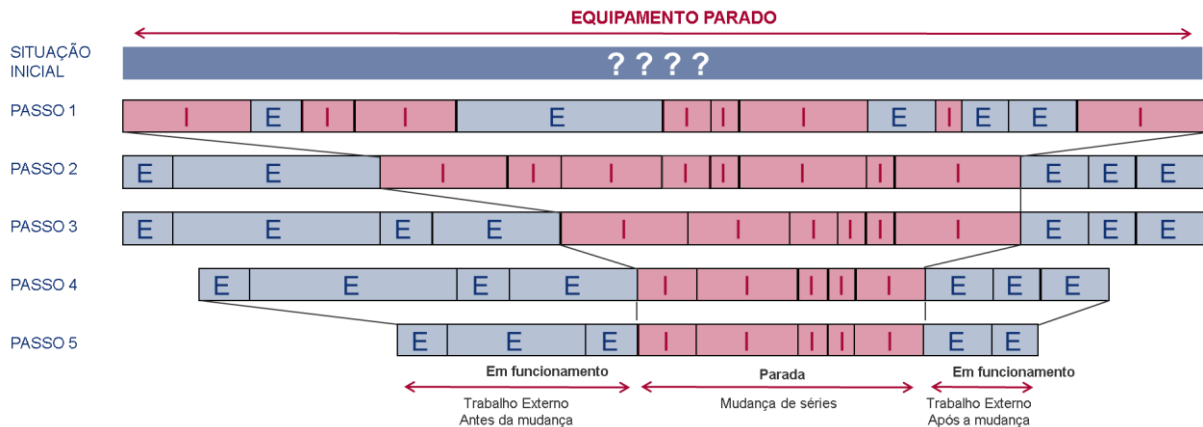 EQUIPAMENTO PARADO
SITUAÇÃO
INICIAL
? ? ? ?
PASSO 1
I E I I E I I I E I E E I
PASSO 2
E E I I I I I I I I E E E
PASSO 3
E E E E I I I I I I E E E
PASSO 4
E E E E I I I I I E E E
PASSO 5
E E E I I I I I E E
Em funcionamento Parada Em funcionamento
Trabalho Externo Mudança de séries Trabalho Externo
Antes da mudança Após a mudança